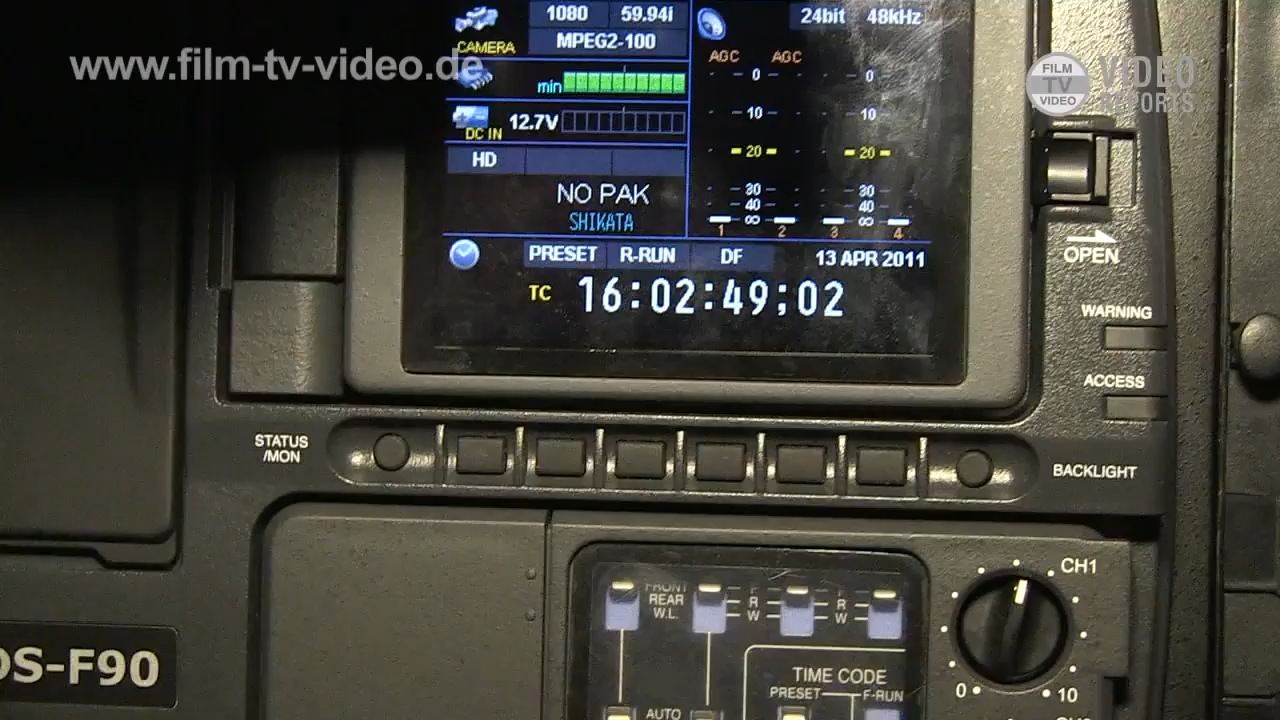 1080 59.94i
24bit 48kHz
CAMERA MPEG2-100
www.film-tv-video.de
FILM TV VIDEO
VIDEO REPORTS
AGC AGC
min
0 0
DC IN 12.7V
10 10
HD
20 20
NO PAK
30 30
40 40
∞ ∞
SHIKATA
1 2 3 4
PRESET R-RUN DF 13 APR 2011
TC 16:02:49;02
OPEN
WARNING
ACCESS
STATUS
/MON
BACKLIGHT
CH1
FRONT
REAR R R
W.L. W W
0 10
DS-F90
TIME CODE
PRESET F-RUN
AUTO